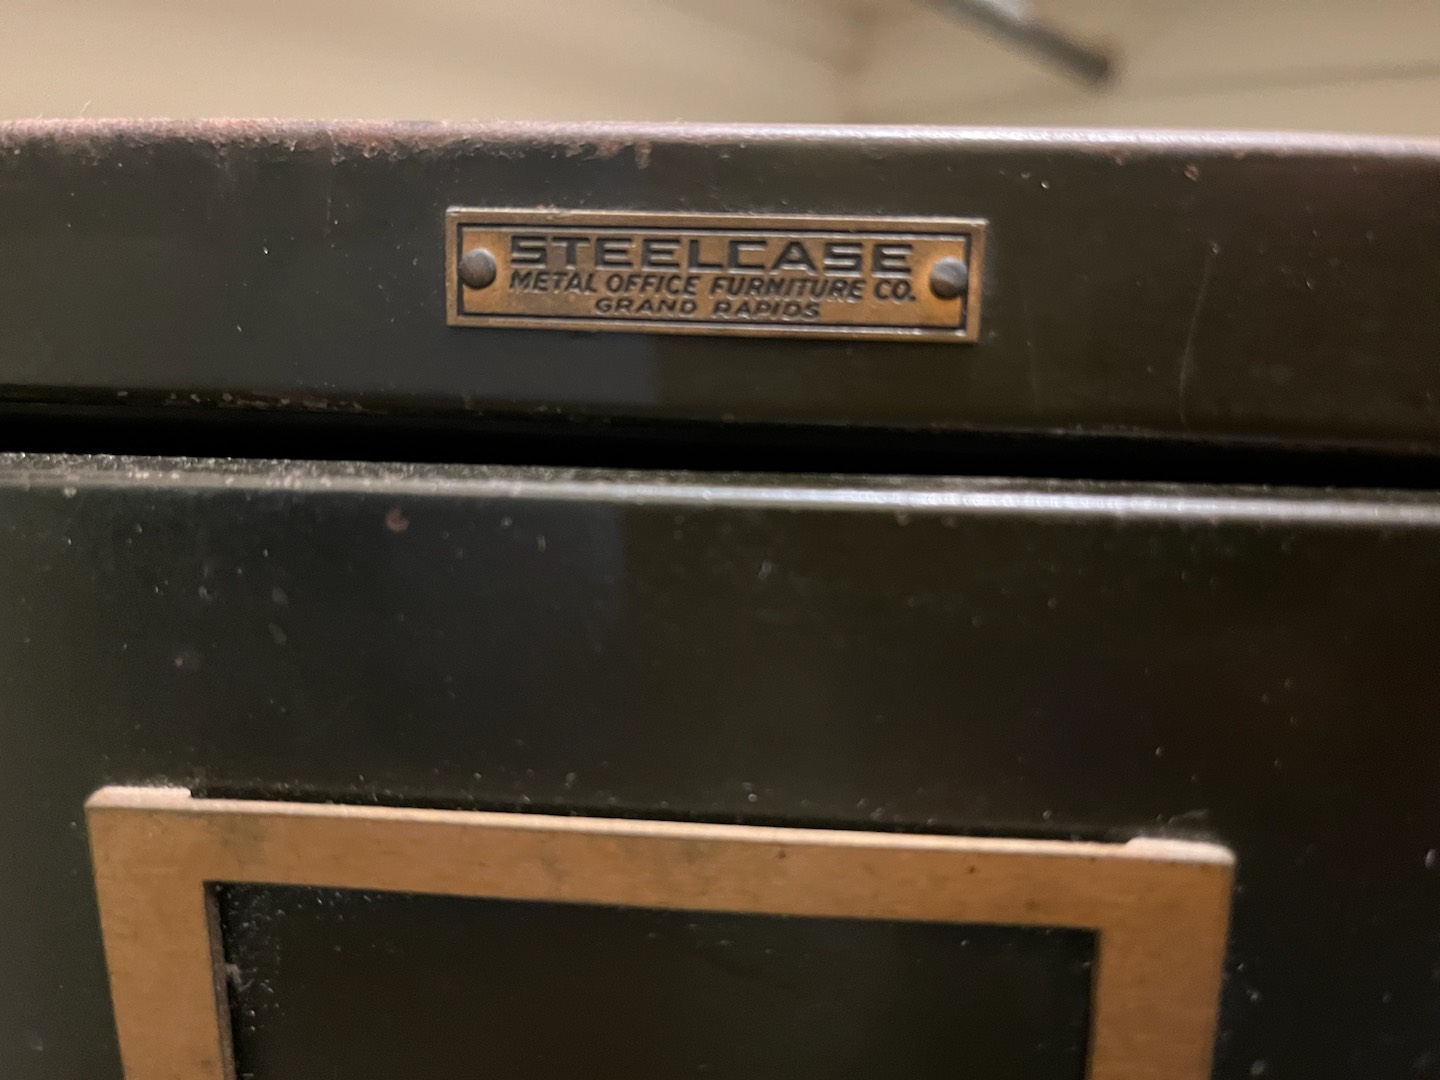 STEELCASE
METAL OFFICE FURNITURE CO.
GRAND RAPIDS